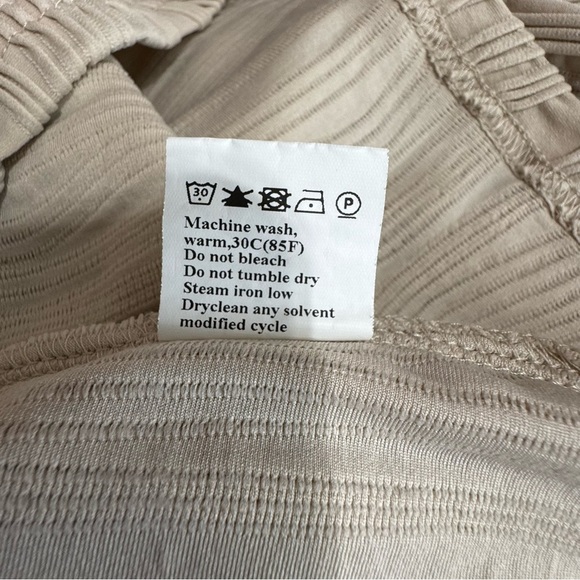 30 P
Machine wash,
warm,30C(85F)
Do not bleach
Do not tumble dry
Steam iron low
Dryclean any solvent
modified cycle